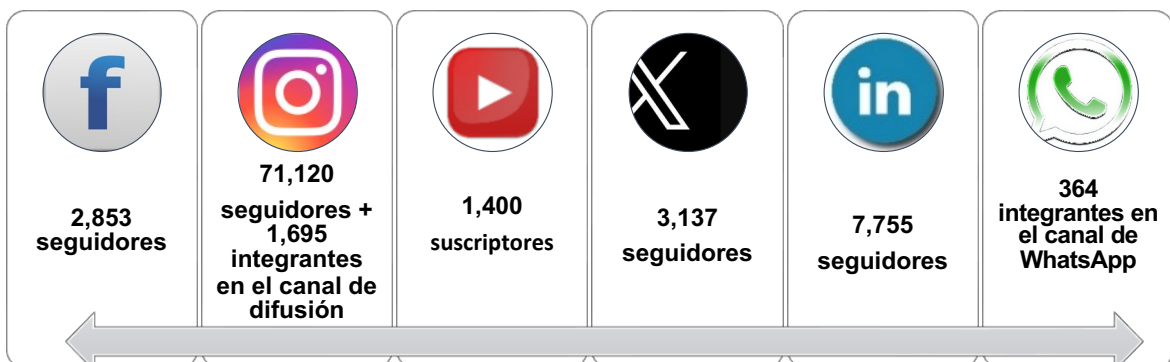 f
2,853
seguidores
71,120
seguidores +
1,695
integrantes
en el canal de
difusión
1,400
suscriptores
X
3,137
seguidores
in
7,755
seguidores
364
integrantes en
el canal de
WhatsApp